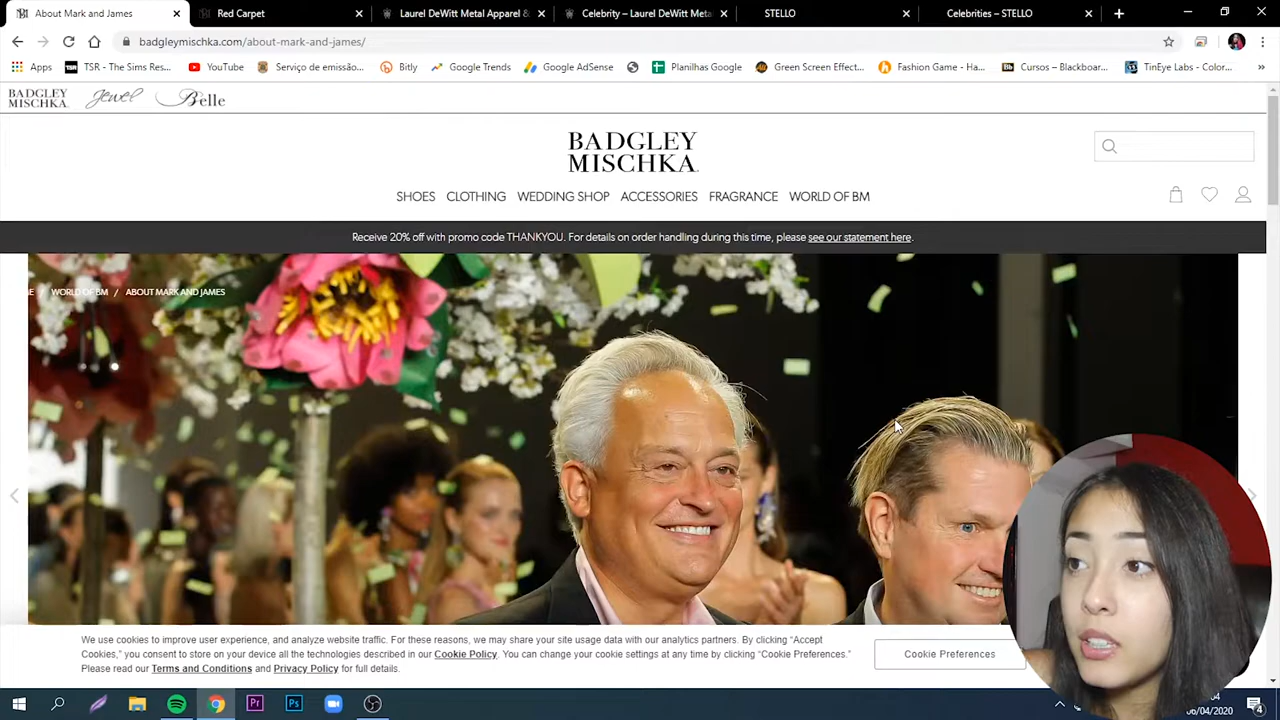 About Mark and James
Red Carpet
Laurel DeWitt Metal Apparel &
Celebrity – Laurel DeWitt Meta
STELLO
Celebrities – STELLO
badgleymischka.com/about-mark-and-james/
Apps
TSR - The Sims Res...
YouTube
Serviço de emissão...
Bitly
Google Trends
Google AdSense
Planilhas Google
Green Screen Effect...
Fashion Game - Ha...
Cursos – Blackboar...
TinEye Labs - Color...
BADGLEY
MISCHKA
Jewel
Belle
BADGLEY
MISCHKA
SHOES CLOTHING WEDDING SHOP ACCESSORIES FRAGRANCE WORLD OF BM
Receive 20% off with promo code THANKYOU. For details on order handling during this time, please see our statement here.
E / WORLD OF BM / ABOUT MARK AND JAMES
We use cookies to improve user experience, and analyze website traffic. For these reasons, we may share your site usage data with our analytics partners. By clicking “Accept
Cookies,” you consent to store on your device all the technologies described in our Cookie Policy. You can change your cookie settings at any time by clicking “Cookie Preferences.”
Please read our Terms and Conditions and Privacy Policy for full details.
Cookie Preferences
Pr
Ps
04
06/04/2020
4